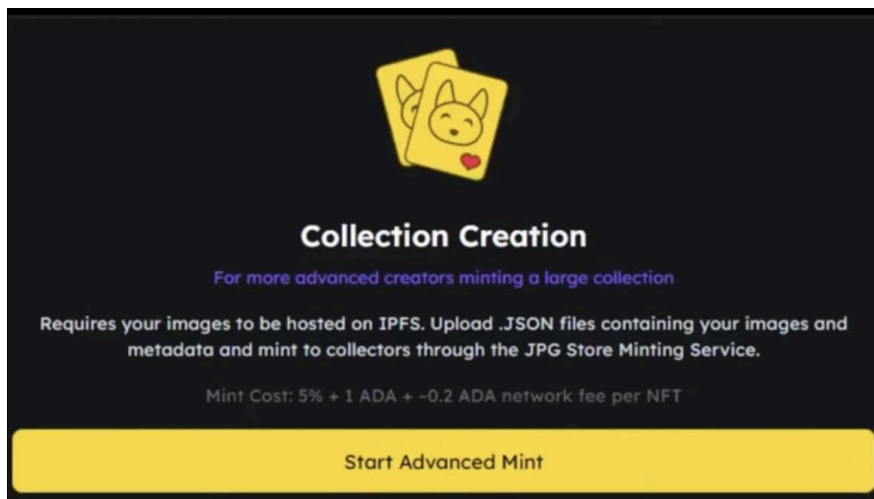 Collection Creation
For more advanced creators minting a large collection
Requires your images to be hosted on IPFS. Upload .JSON files containing your images and
metadata and mint to collectors through the JPG Store Minting Service.
Mint Cost: 5% + 1 ADA + ~0.2 ADA network fee per NFT
Start Advanced Mint